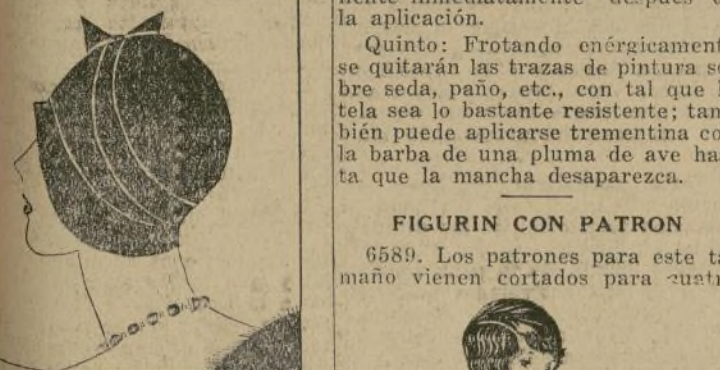 la aplicación.
Quinto: Frotando enérgicament
se quitarán las trazas de pintura s
bre seda, paño, etc., con tal que
tela sea lo bastante resistente; tam
bién puede aplicarse trementina co
la barba de una pluma de ave ha
ta que la mancha desaparezca.
FIGURIN CON PATRON
6589. Los patrones para este ta
maño vienen cortados para cuatr